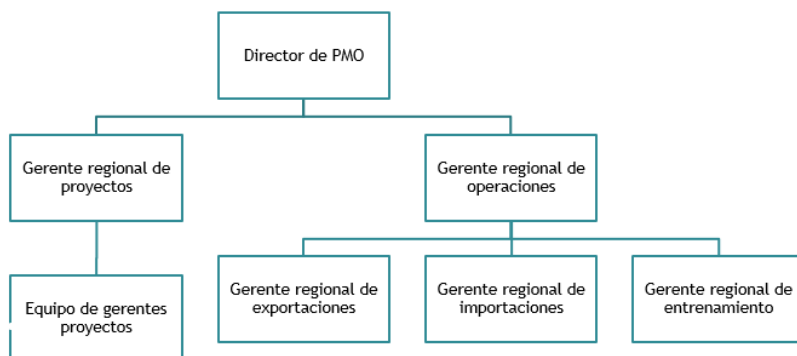 Director de PMO
Gerente regional de
proyectos
Gerente regional de
operaciones
Equipo de gerentes
proyectos
Gerente regional de
exportaciones
Gerente regional de
importaciones
Gerente regional de
entrenamiento